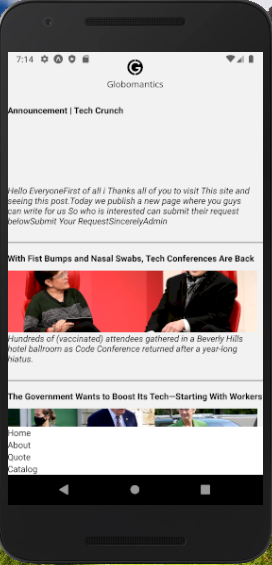 7:14
Globomantics
Announcement | Tech Crunch
Hello EveryoneFirst of all i Thanks all of you to visit This site and
seeing this post.Today we publish a new page where you guys
can write for us So who is interested can submit their request
belowSubmit Your RequestSincerelyAdmin
With Fist Bumps and Nasal Swabs, Tech Conferences Are Back
Hundreds of (vaccinated) attendees gathered in a Beverly Hills
hotel ballroom as Code Conference returned after a year-long
hiatus.
The Government Wants to Boost Its Tech—Starting With Workers
Home
About
Quote
Catalog